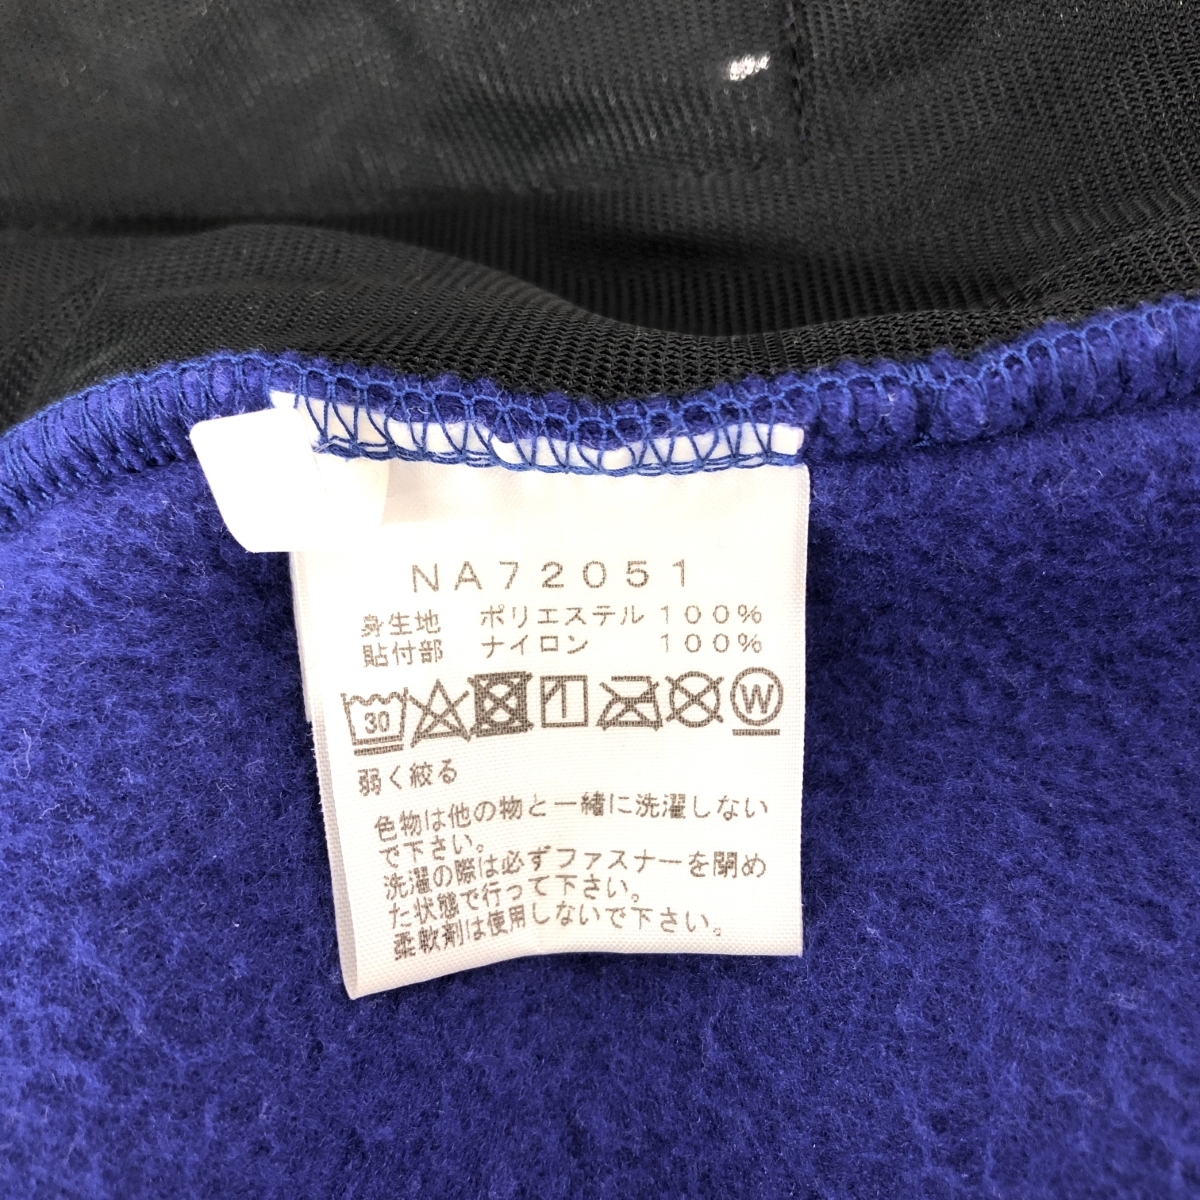 NA72051
身生地 ポリエステル 100%
貼付部 ナイロン 100%
30 W
弱く絞る
色物は他の物と一緒に洗濯しない
で下さい。
洗濯の際は必ずファスナーを閉め
た状態で行って下さい。
柔軟剤は使用しないで下さい。